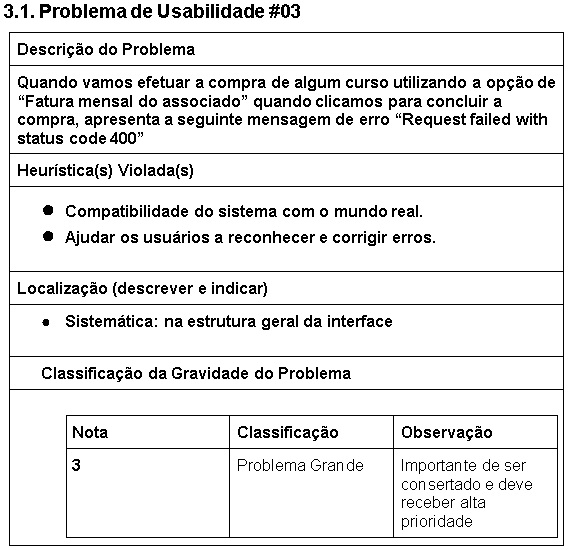 3.1. Problema de Usabilidade #03
Descrição do Problema
Quando vamos efetuar a compra de algum curso utilizando a opção de
“Fatura mensal do associado” quando clicamos para concluir a
compra, apresenta a seguinte mensagem de erro “Request failed with
status code 400”
Heurística(s) Violada(s)
● Compatibilidade do sistema com o mundo real.
● Ajudar os usuários a reconhecer e corrigir erros.
Localização (descrever e indicar)
● Sistemática: na estrutura geral da interface
Classificação da Gravidade do Problema
Nota Classificação Observação
3 Problema Grande Importante de ser
consertado e deve
receber alta
prioridade